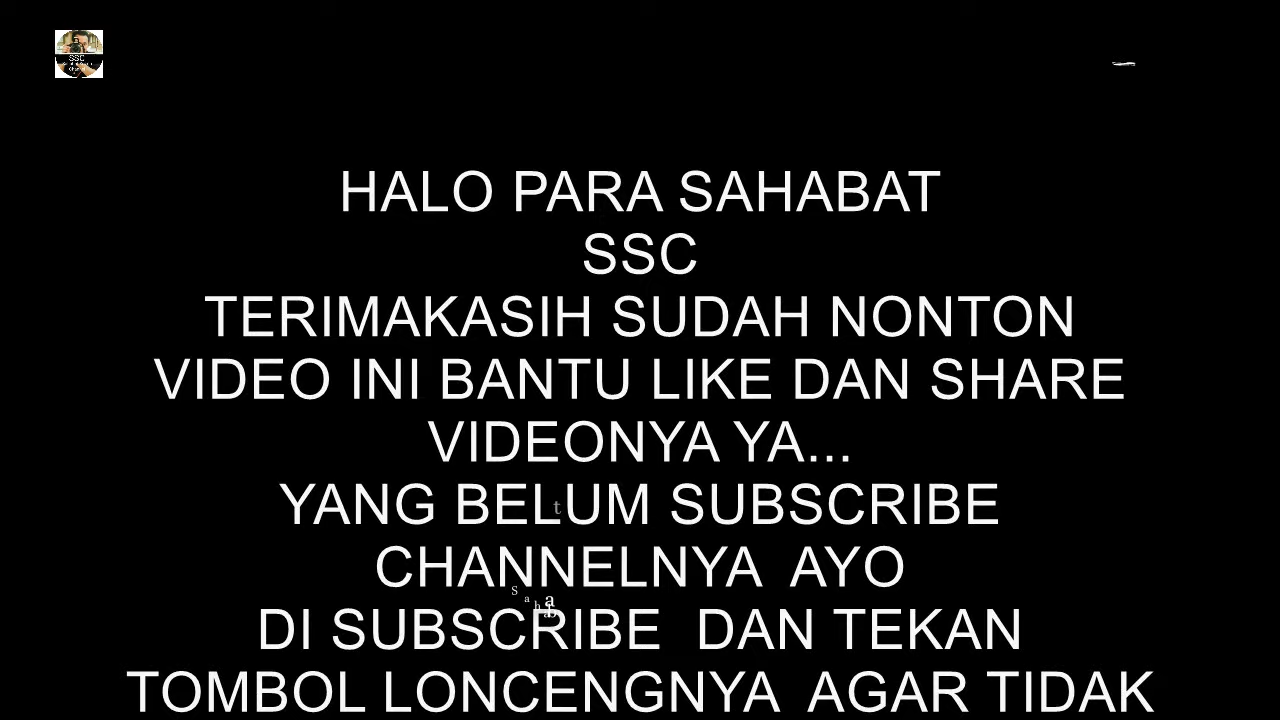 SSC
HALO PARA SAHABAT
SSC
TERIMAKASIH SUDAH NONTON
VIDEO INI BANTU LIKE DAN SHARE
VIDEONYA YA...
YANG BELUM SUBSCRIBE
CHANNELNYA AYO
DI SUBSCRIBE DAN TEKAN
TOMBOL LONCENGNYA AGAR TIDAK